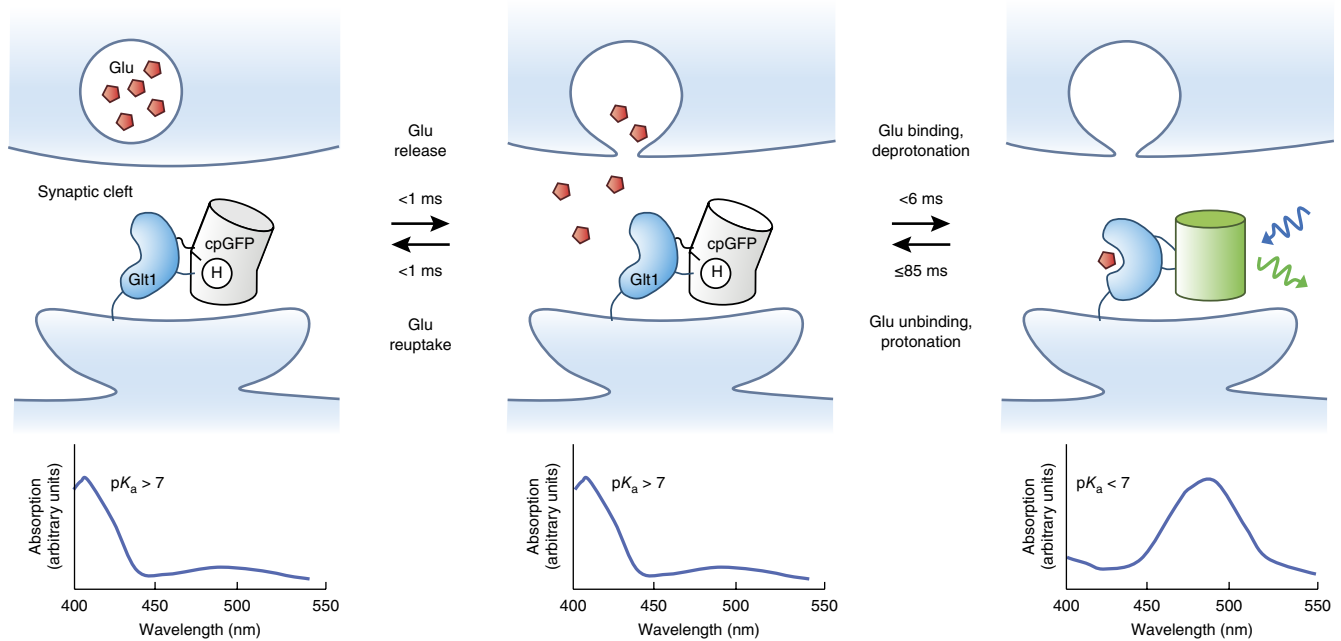 Glu
Synaptic cleft
cpGFP
H
Glt1
Glu
release
<1 ms
<1 ms
Glu
reuptake
cpGFP
H
Glt1
Glu binding,
deprotonation
<6 ms
≤85 ms
Glu unbinding,
protonation
Absorption
(arbitrary units)
pKa > 7
400 450 500 550
Wavelength (nm)
Absorption
(arbitrary units)
pKa > 7
400 450 500 550
Wavelength (nm)
Absorption
(arbitrary units)
pKa < 7
400 450 500 550
Wavelength (nm)